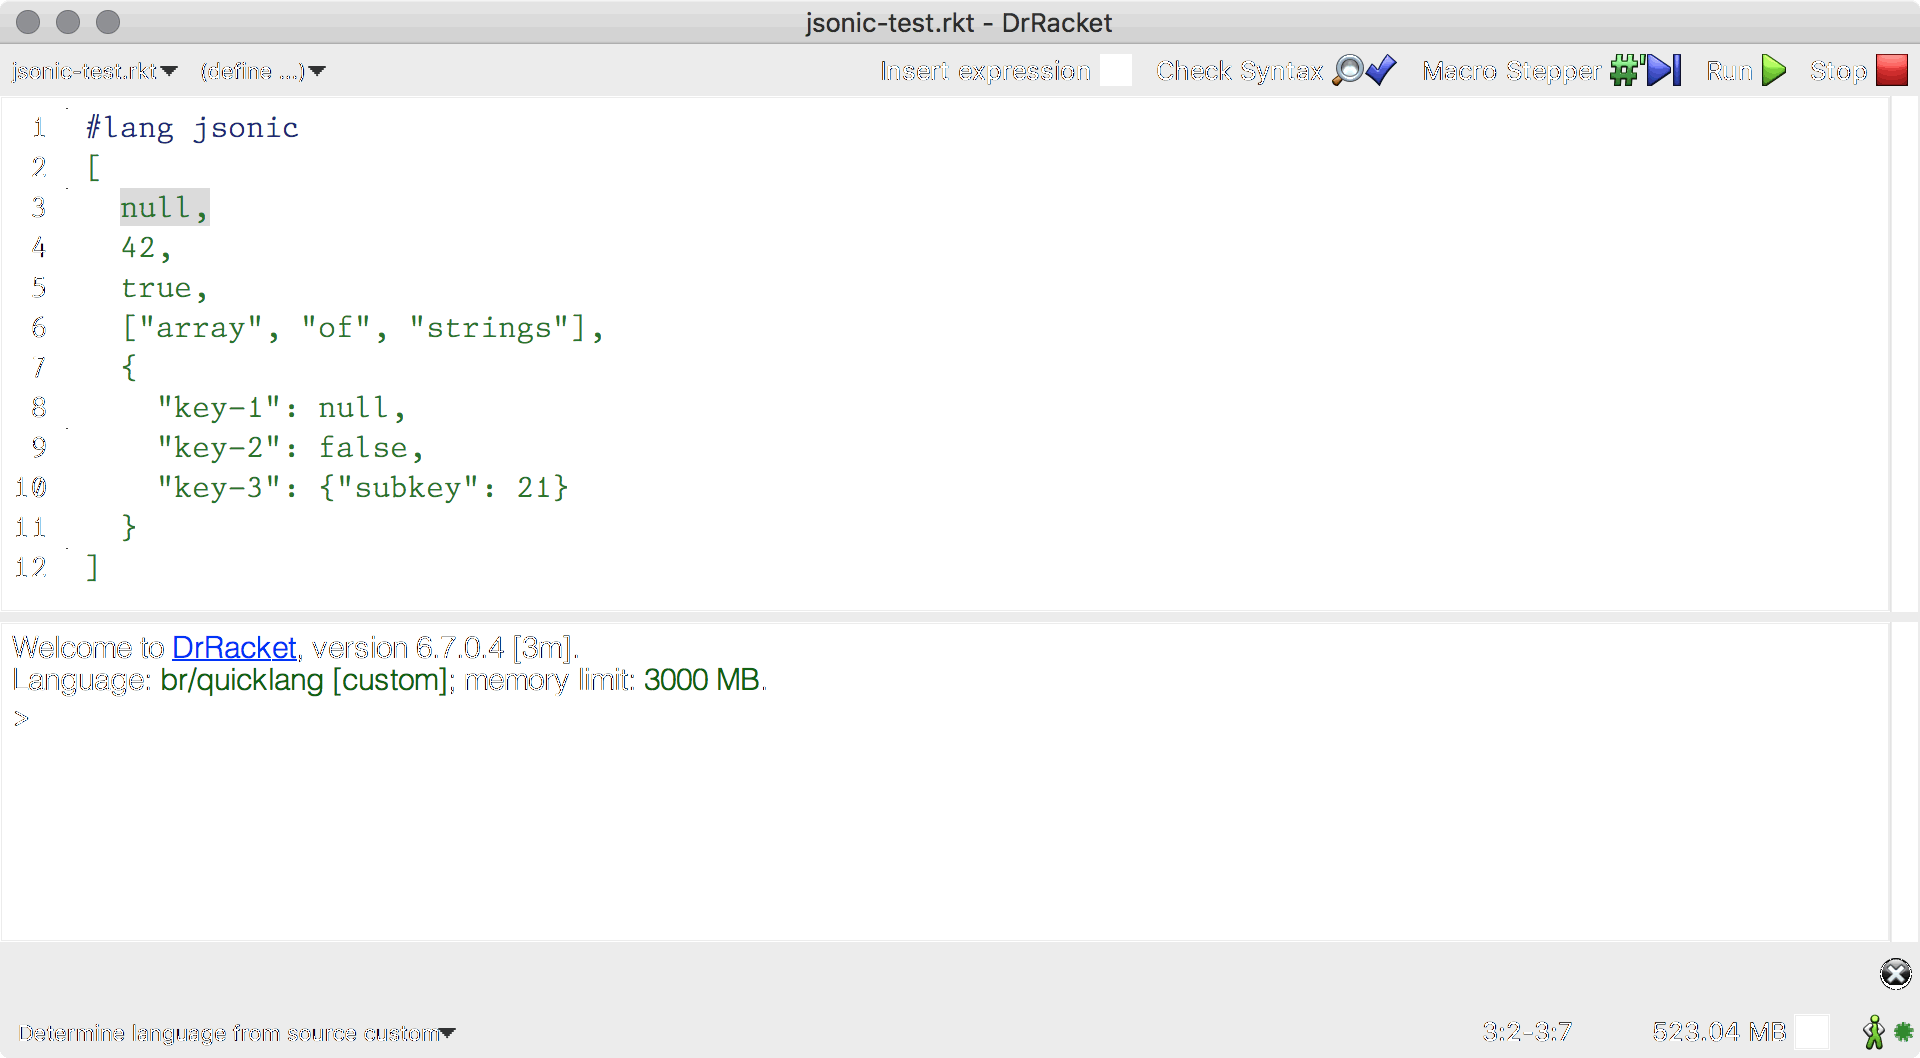 jsonic-test.rkt - DrRacket
jsonic-test.rkt (define ...) Insert expression Check Syntax Macro Stepper #' Run Stop
1 #lang jsonic
2 [
3   null,
4   42,
5   true,
6   ["array", "of", "strings"],
7   {
8     "key-1": null,
9     "key-2": false,
10     "key-3": {"subkey": 21}
11   }
12 ]
Welcome to DrRacket, version 6.7.0.4 [3m].
Language: br/quicklang [custom]; memory limit: 3000 MB.
>
Determine language from source custom 3:2-3:7 523.04 MB